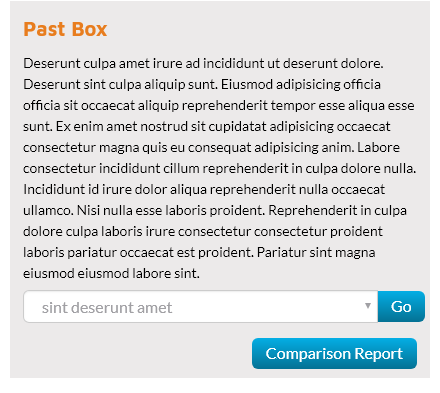 Past Box
Deserunt culpa amet irure ad incididunt ut deserunt dolore.
Deserunt sint culpa aliquip sunt. Eiusmod adipisicing officia
officia sit occaecat aliquip reprehenderit tempor esse aliqua esse
sunt. Ex enim amet nostrud sit cupidatat adipisicing occaecat
consectetur magna quis eu consequat adipisicing anim. Labore
consectetur incididunt cillum reprehenderit in culpa dolore nulla.
Incididunt id irure dolor aliqua reprehenderit nulla occaecat
ullamco. Nisi nulla esse laboris proident. Reprehenderit in culpa
dolore culpa laboris irure consectetur consectetur proident
laboris pariatur occaecat est proident. Pariatur sint magna
eiusmod eiusmod labore sint.
sint deserunt amet
Go
Comparison Report